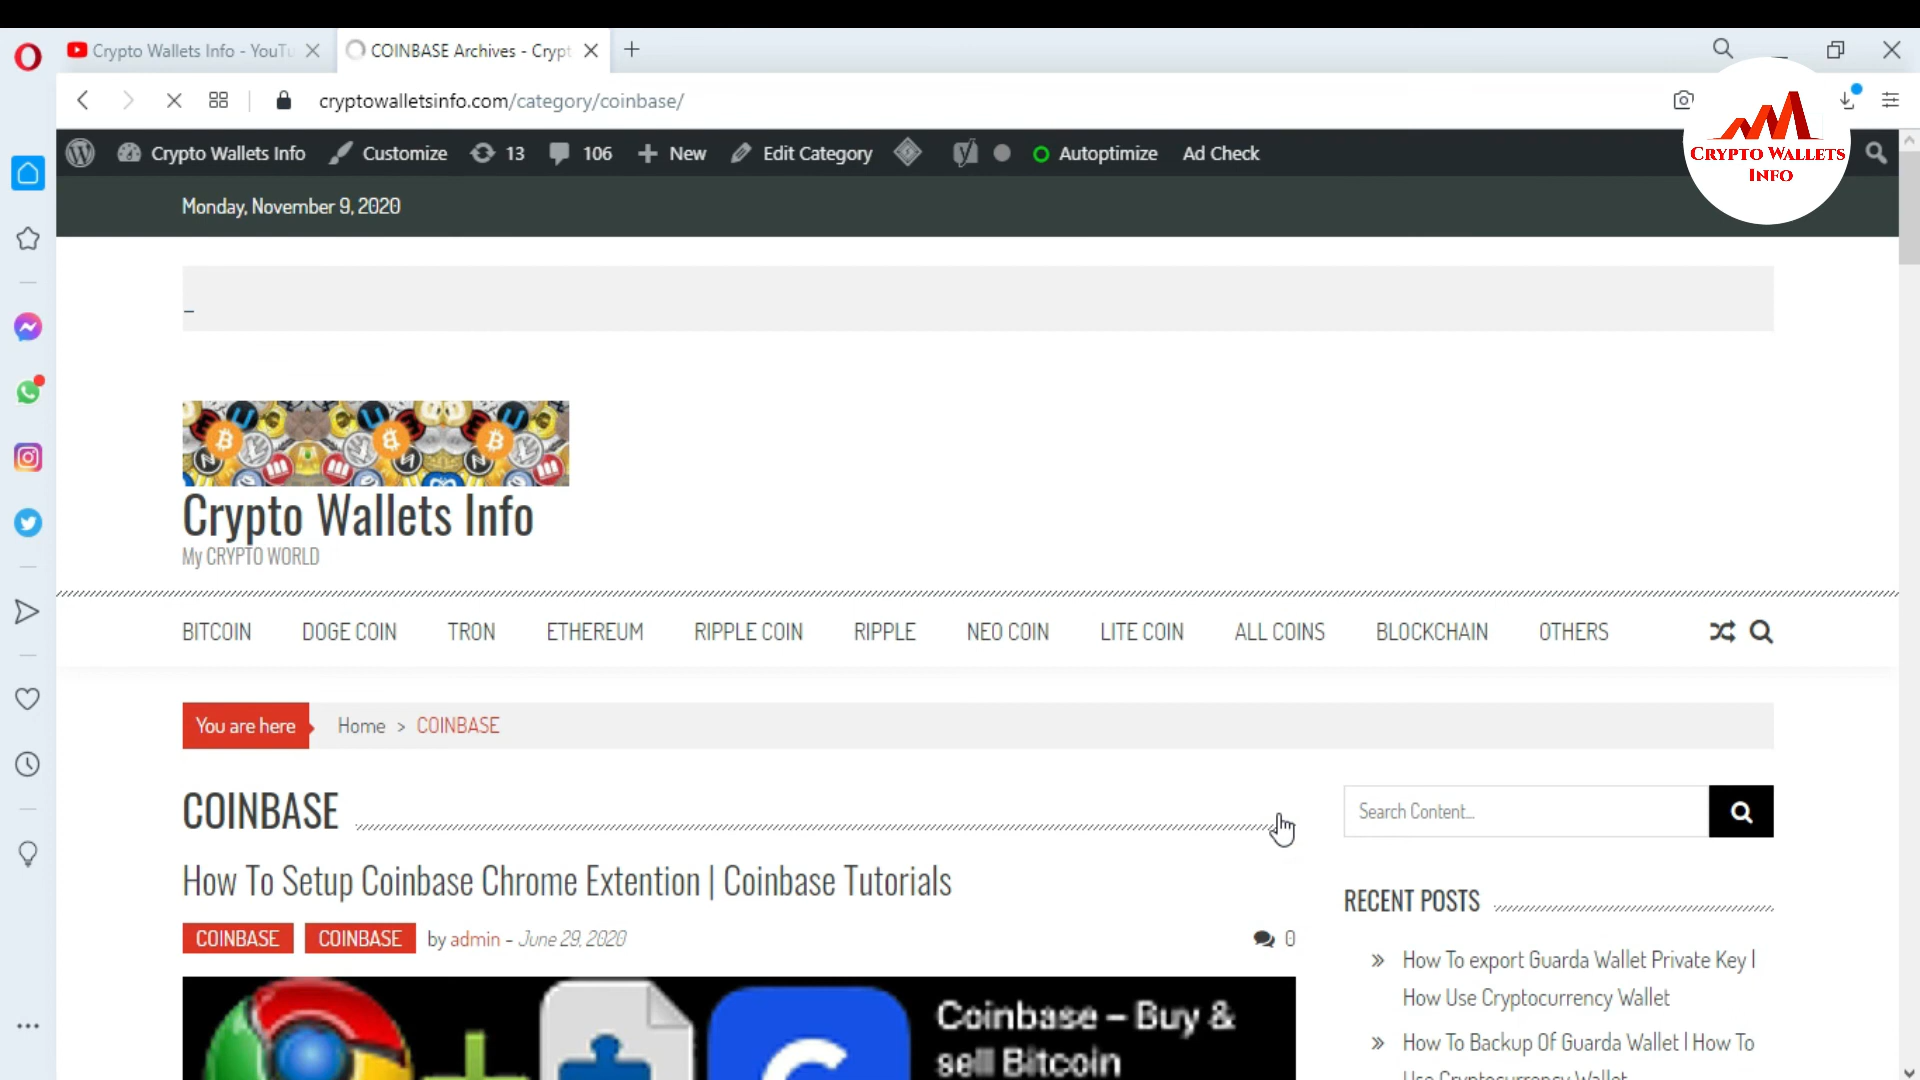 Crypto Wallets Info - YouTu
COINBASE Archives - Crypt
cryptowalletsinfo.com/category/coinbase/
CRYPTO WALLETS
INFO
Crypto Wallets Info Customize 13 106 New Edit Category Autoptimize Ad Check
Monday, November 9, 2020
Crypto Wallets Info
My CRYPTO WORLD
BITCOIN DOGE COIN TRON ETHEREUM RIPPLE COIN RIPPLE NEO COIN LITE COIN ALL COINS BLOCKCHAIN OTHERS
You are here Home > COINBASE
COINBASE
Search Content...
How To Setup Coinbase Chrome Extention | Coinbase Tutorials
COINBASE COINBASE by admin - June 29, 2020 0
RECENT POSTS
How To export Guarda Wallet Private Key |
How Use Cryptocurrency Wallet
How To Backup Of Guarda Wallet | How To
Use Cryptocurrency Wallet
Coinbase – Buy &
sell Bitcoin